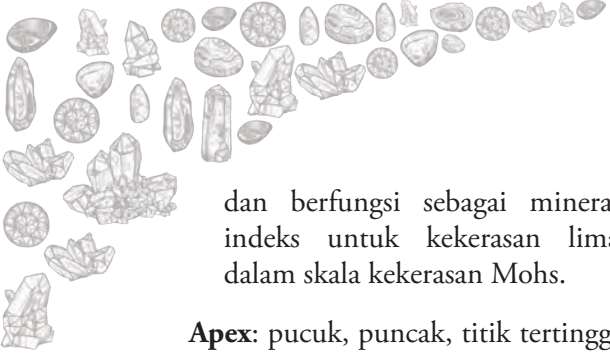 dan berfungsi sebagai minera
indeks untuk kekerasan lima
dalam skala kekerasan Mohs.
Apex: pucuk, puncak, titik tertingg